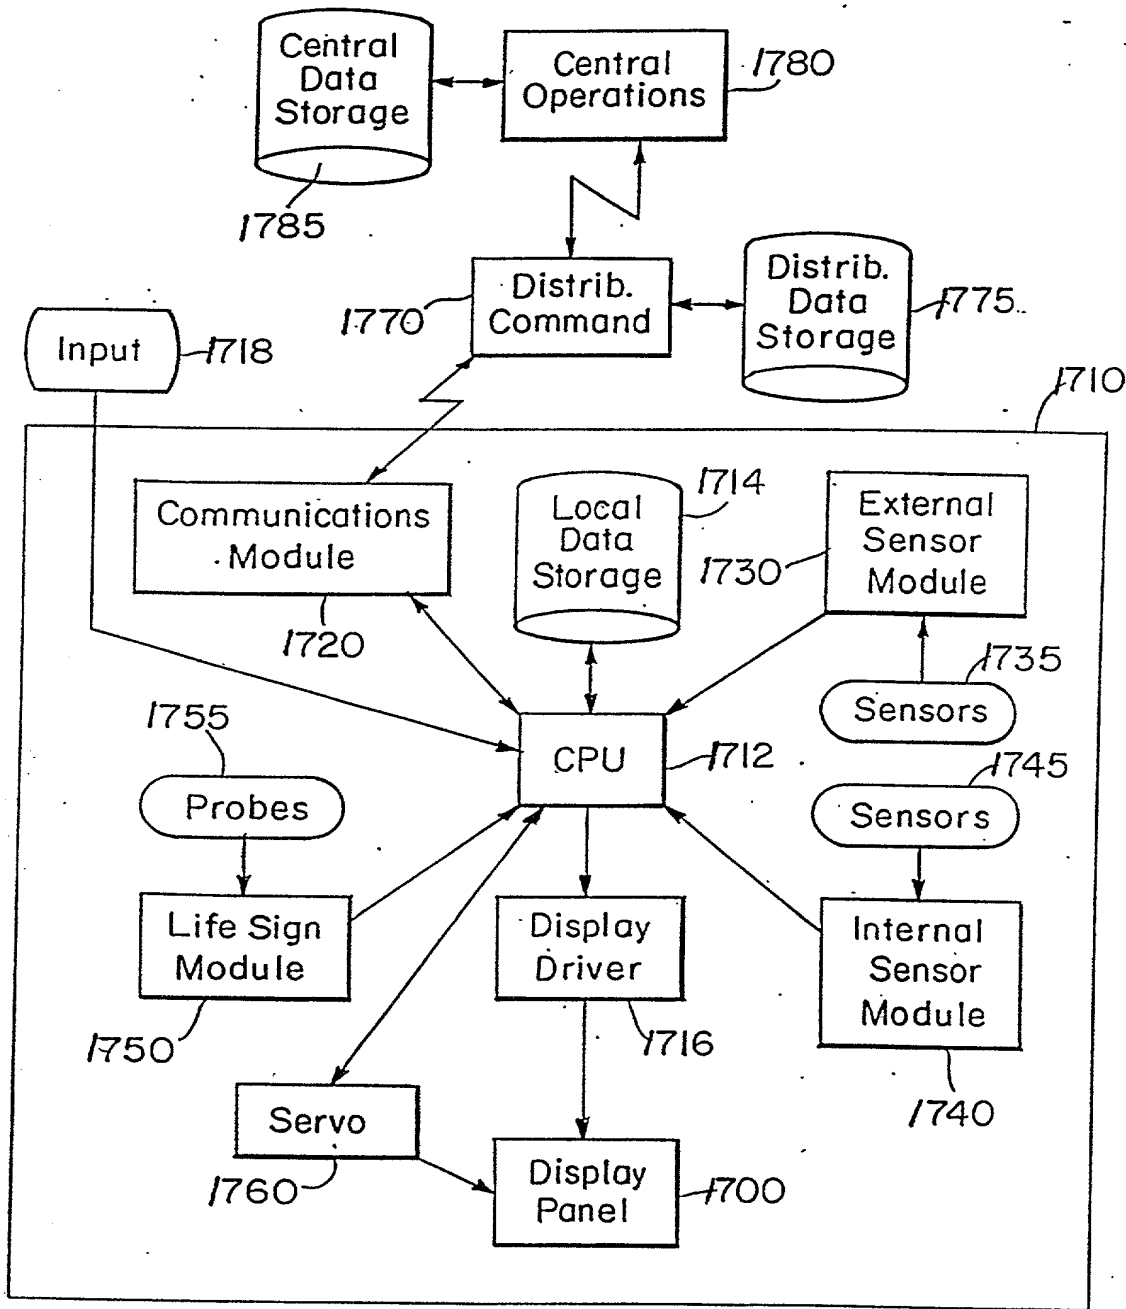 Central
Data
Storage
1785
Central
Operations
1780
Distrib.
Command
1770
Distrib.
Data
Storage
1775
Input
1718
1710
Communications
Module
1720
Local
Data
Storage
1714
External
Sensor
Module
1730
Sensors
1735
Probes
1755
CPU
1712
Sensors
1745
Life Sign
Module
1750
Display
Driver
1716
Internal
Sensor
Module
1740
Servo
1760
Display
Panel
1700